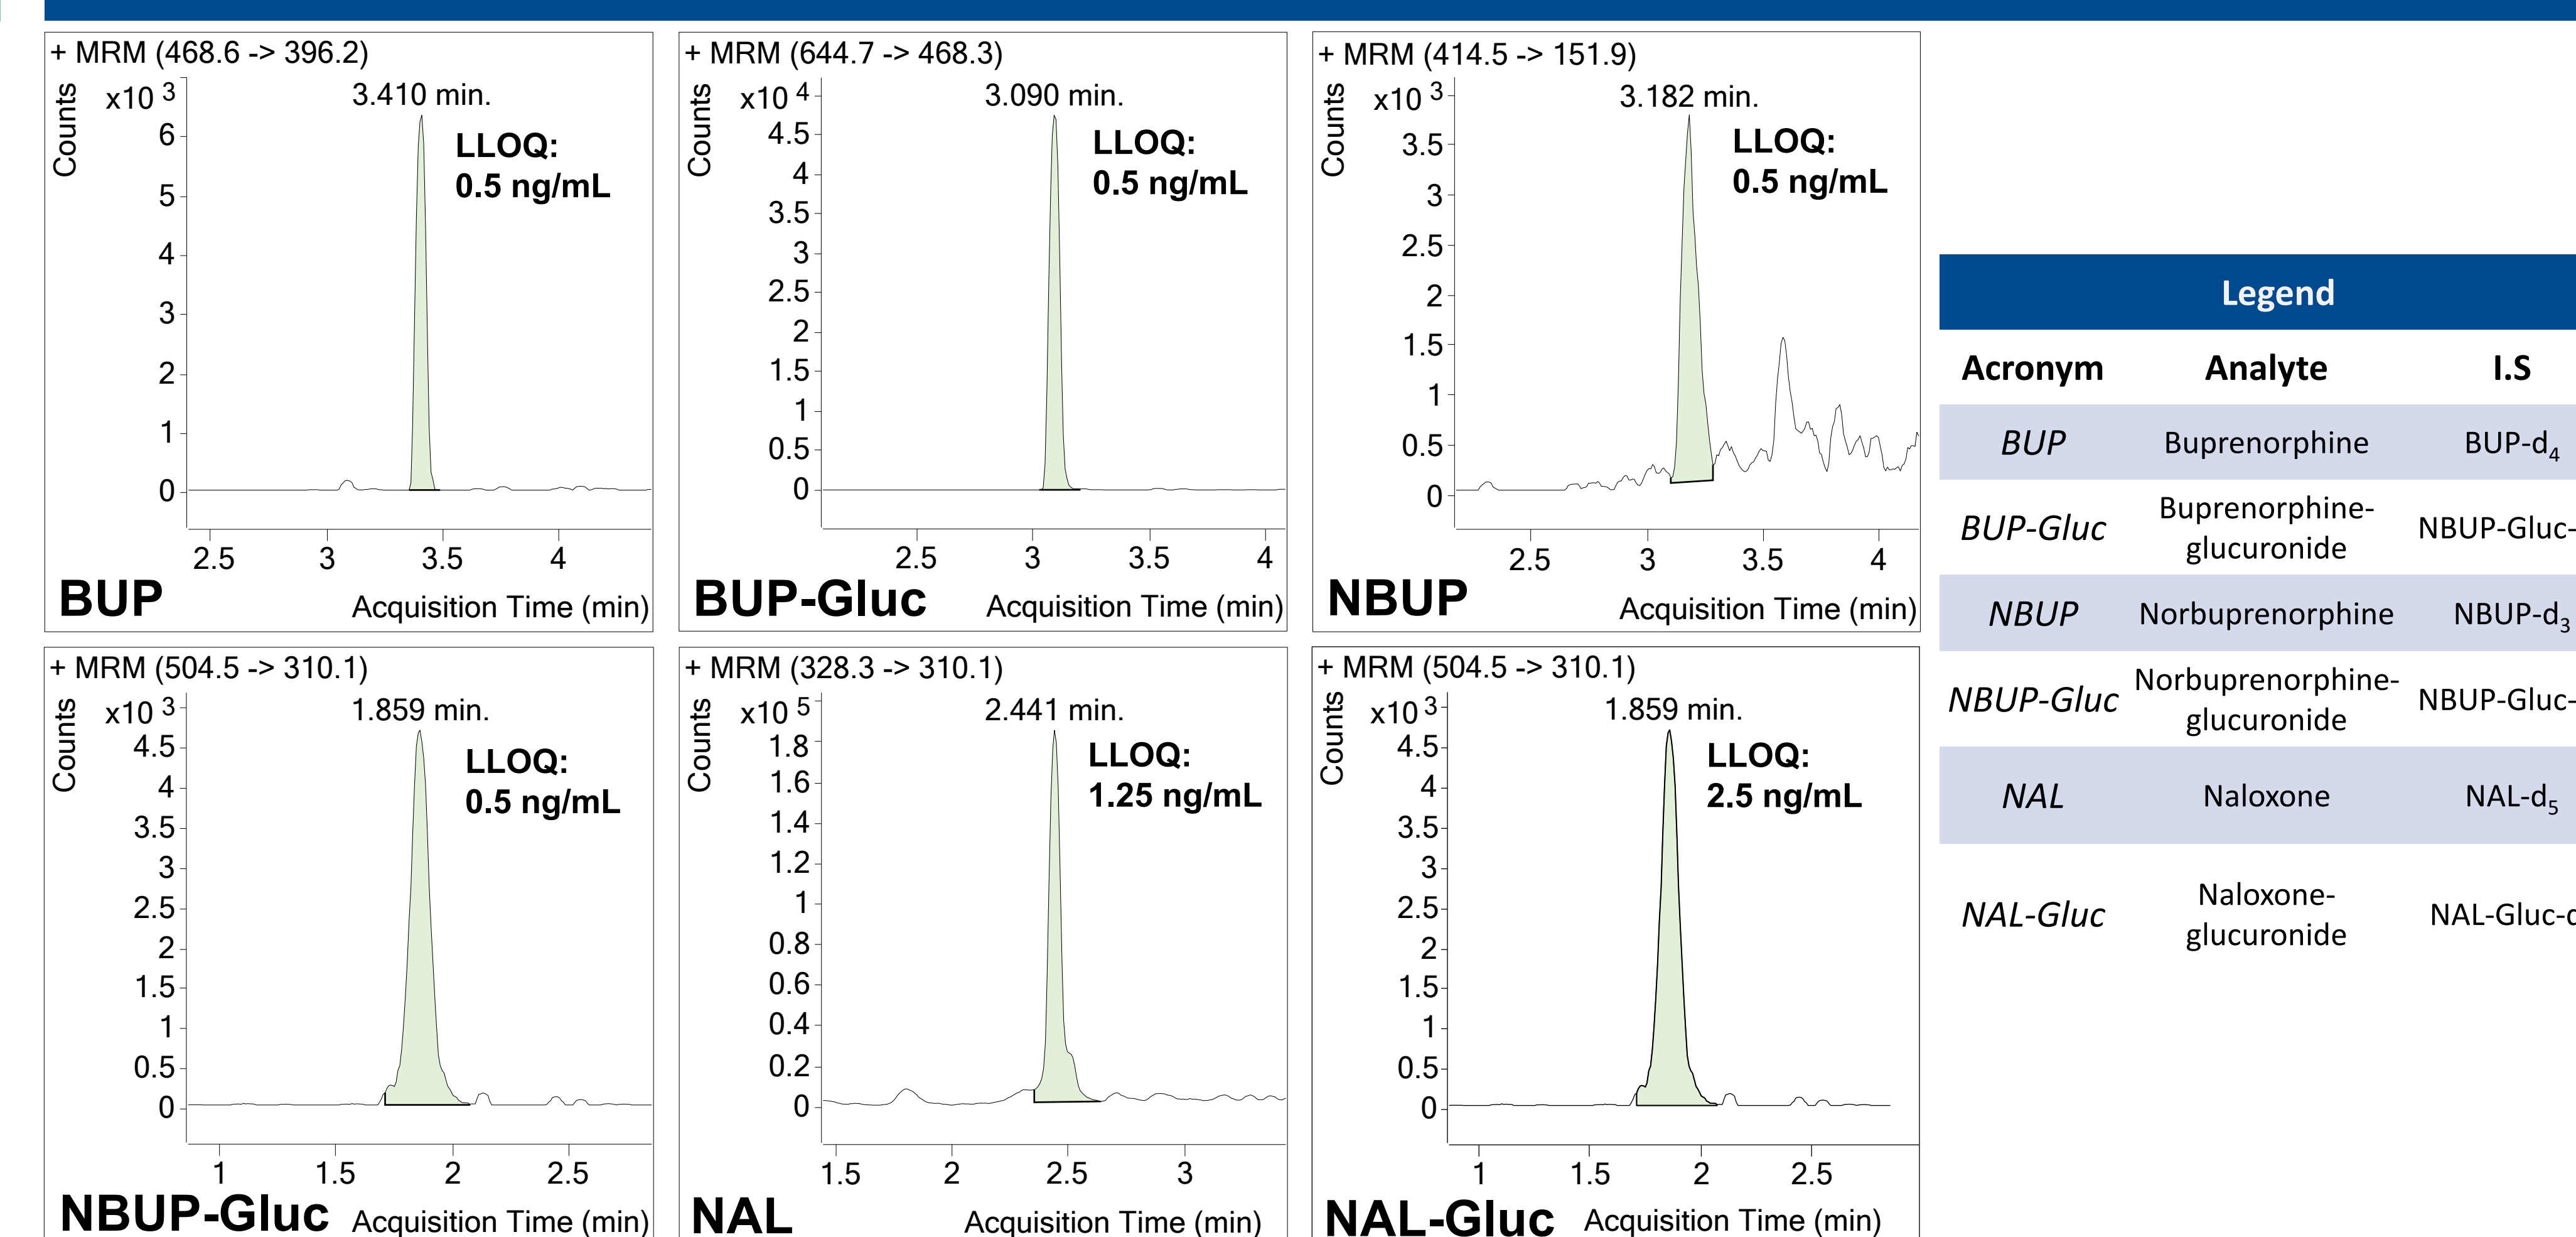 + MRM (468.6 -> 396.2)
Counts
x10 3
3.410 min.
LLOQ:
0.5 ng/mL
6
5
4
3
2
1
0
2.5 3 3.5 4
BUP
Acquisition Time (min)
+ MRM (644.7 -> 468.3)
Counts
x10 4
3.090 min.
LLOQ:
0.5 ng/mL
4.5
4
3.5
3
2.5
2
1.5
1
0.5
0
2.5 3 3.5 4
BUP-Gluc
Acquisition Time (min)
+ MRM (414.5 -> 151.9)
Counts
x10 3
3.182 min.
LLOQ:
0.5 ng/mL
3.5
3
2.5
2
1.5
1
0.5
0
2.5 3 3.5 4
NBUP
Acquisition Time (min)
+ MRM (504.5 -> 310.1)
Counts
x10 3
1.859 min.
LLOQ:
0.5 ng/mL
4.5
4
3.5
3
2.5
2
1.5
1
0.5
0
1 1.5 2 2.5
NBUP-Gluc
Acquisition Time (min)
+ MRM (328.3 -> 310.1)
Counts
x10 5
2.441 min.
LLOQ:
1.25 ng/mL
1.8
1.6
1.4
1.2
1
0.8
0.6
0.4
0.2
0
1.5 2 2.5 3
NAL
Acquisition Time (min)
+ MRM (504.5 -> 310.1)
Counts
x10 3
1.859 min.
LLOQ:
2.5 ng/mL
4.5
4
3.5
3
2.5
2
1.5
1
0.5
0
1 1.5 2 2.5
NAL-Gluc
Acquisition Time (min)
Legend
Acronym Analyte I.S
BUP Buprenorphine BUP-d4
BUP-Gluc Buprenorphine-
glucuronide NBUP-Gluc-
NBUP Norbuprenorphine NBUP-d3
NBUP-Gluc Norbuprenorphine-
glucuronide NBUP-Gluc-
NAL Naloxone NAL-d5
NAL-Gluc Naloxone-
glucuronide NAL-Gluc-